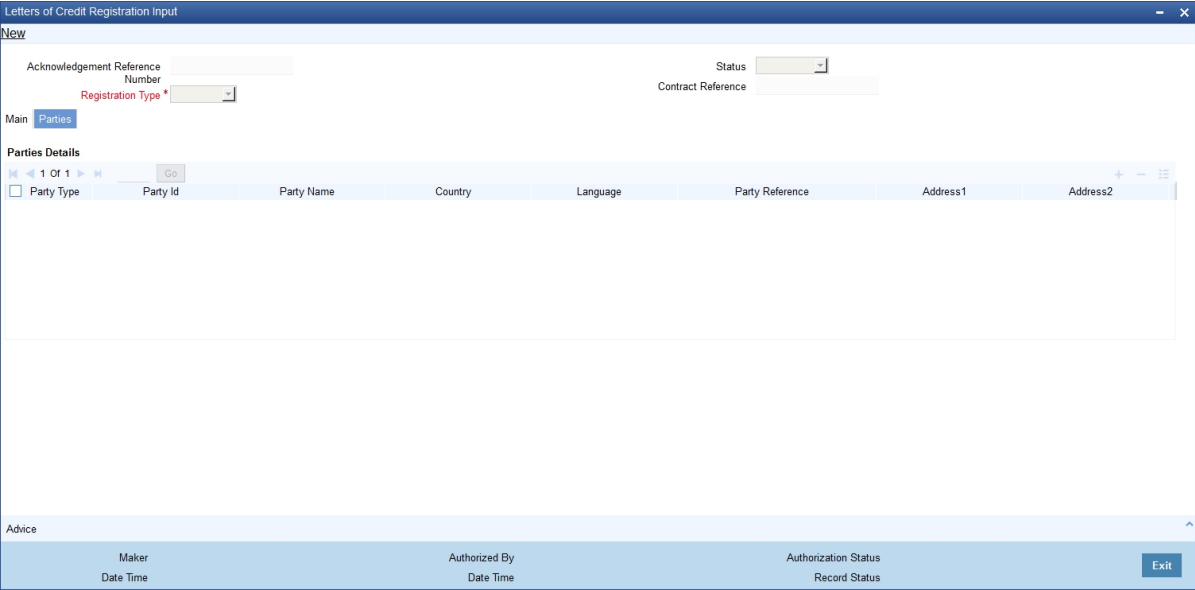 Letters of Credit Registration Input
New
Acknowledgement Reference Number
Status
Registration Type *
Contract Reference
Main Parties
Parties Details
1 Of 1 Go
Party Type Party Id Party Name Country Language Party Reference Address1 Address2
Advice
Maker Authorized By Authorization Status
Date Time Date Time Record Status
Exit